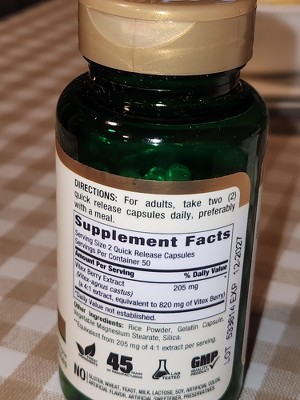 DIRECTIONS: For adults, take two (2)
quick release capsules daily, preferably
with a meal.
Supplement Facts
Serving Size 2 Quick Release Capsules
Servings Per Container 50
Amount Per Serving % Daily Value
Vitex Berry Extract 205 mg
(vitex-agnus castus)
(a 4:1 extract, equivalent to 820 mg of Vitex Berry)
*Daily Value not established.
Other Ingredients: Rice Powder, Gelatin Capsule,
Vegetable Magnesium Stearate, Silica.
*Equivalent from 205 mg of 4:1 extract per serving.
45 YEARS
LAB
TESTED
GMP
NO GLUTEN, WHEAT, YEAST, MILK, LACTOSE, SOY, ARTIFICIAL COLOR,
ARTIFICIAL FLAVOR, ARTIFICIAL SWEETENER, PRESERVATIVES
EXP 12-2027